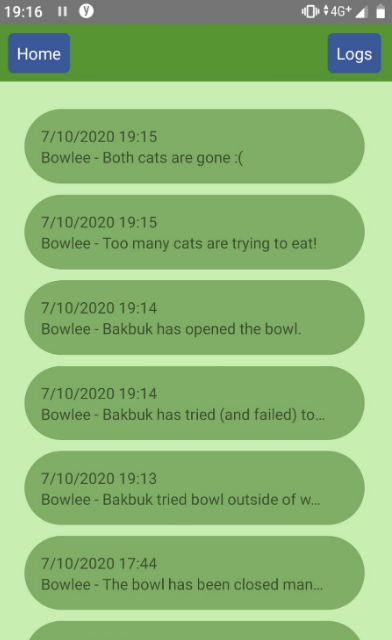 19:16 4G+
Home Logs
7/10/2020 19:15
Bowlee - Both cats are gone :(
7/10/2020 19:15
Bowlee - Too many cats are trying to eat!
7/10/2020 19:14
Bowlee - Bakbuk has opened the bowl.
7/10/2020 19:14
Bowlee - Bakbuk has tried (and failed) to...
7/10/2020 19:13
Bowlee - Bakbuk tried bowl outside of w...
7/10/2020 17:44
Bowlee - The bowl has been closed man...